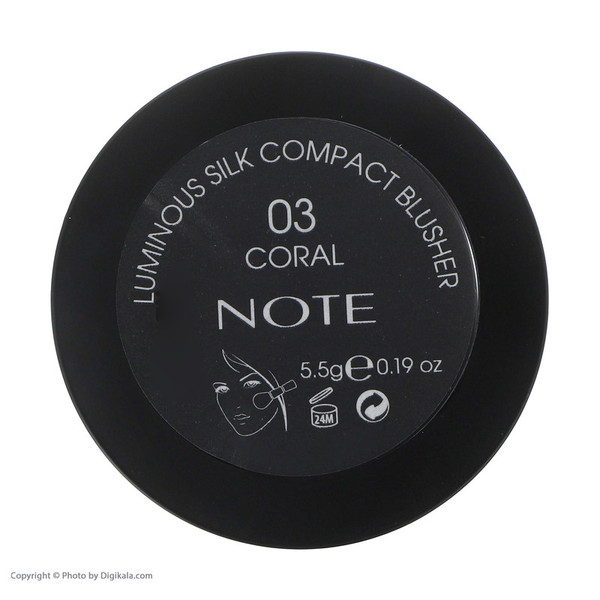 LUMINOUS SILK COMPACT BLUSHER
03
CORAL
NOTE
5.5g e 0.19 oz
24M
Copyright © Photo by Digikala.com